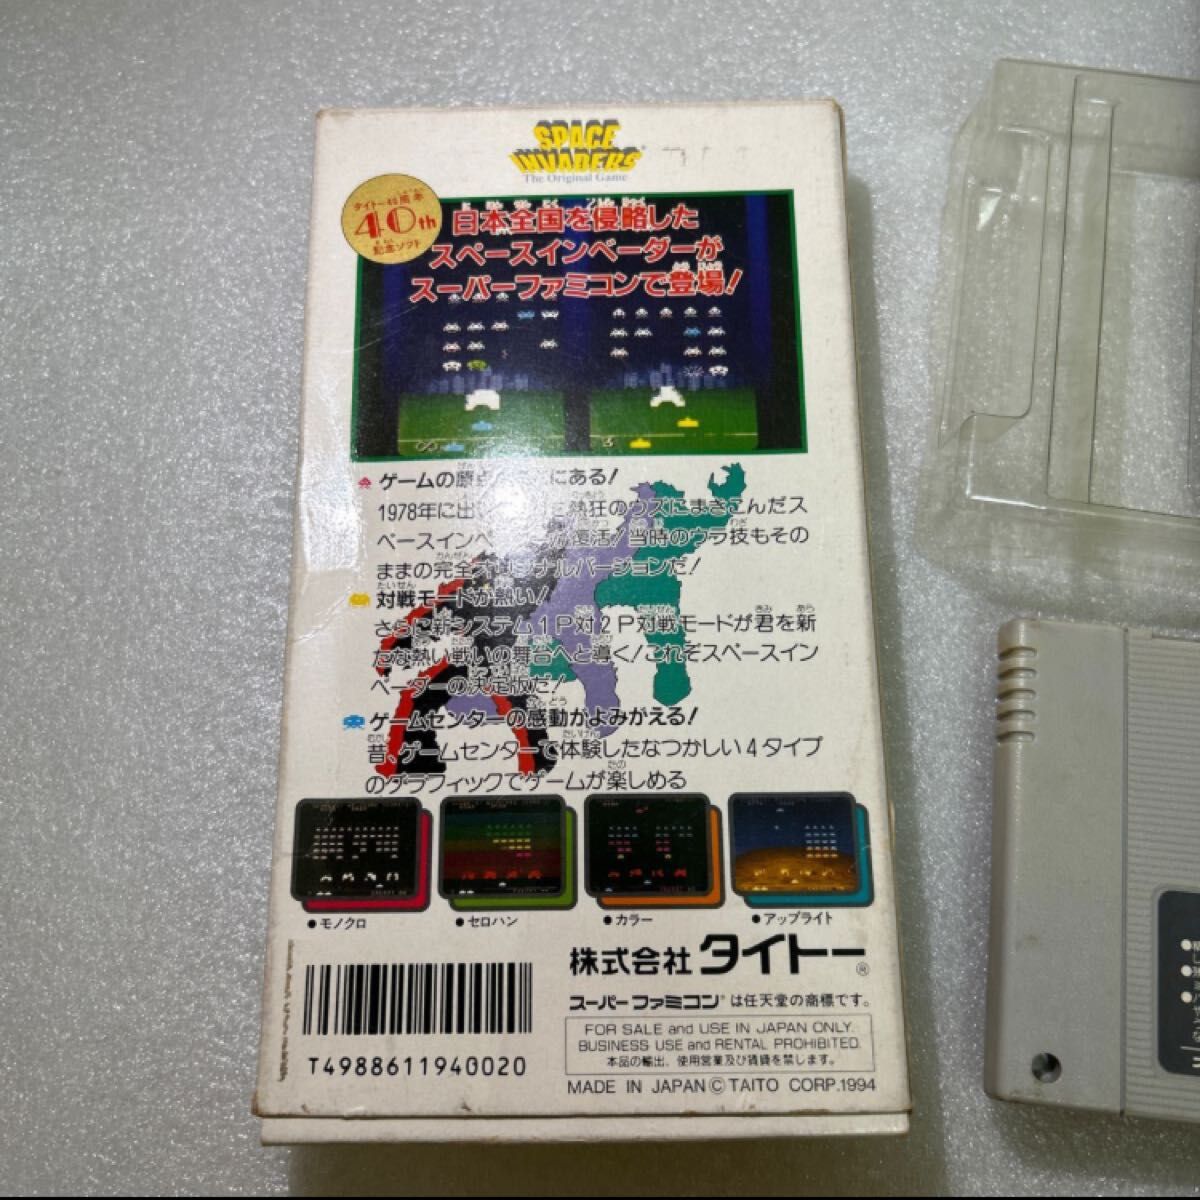 SPACE
INVADERS
The Original Game
タイトー40周年
40th
記念ソフト
日本全国を侵略した
スペースインベーダーが
スーパーファミコンで登場!
ゲームの原点 にある!
1978年に 熱狂のウズにまきこんだス
ペースインベ 復活!当時のウラ技もその
ままの完全オリジナルバージョンだ!
対戦モードが熱い!
さらに新システム1P対2P対戦モードが君を新
たな熱い戦いの舞台へと導く!これぞスペースイン
ベーダーの決定版だ!
ゲームセンターの感動がよみがえる!
昔、ゲームセンターで体験したなつかしい4タイプ
のグラフィックでゲームが楽しめる
●モノクロ
●セロハン
●カラー
●アップライト
株式会社 タイトー®
スーパーファミコンは任天堂の商標です。
FOR SALE and USE IN JAPAN ONLY.
BUSINESS USE and RENTAL PROHIBITED.
本品の輸出、使用営業及び賃貸を禁じます。
T4988611940020
MADE IN JAPAN © TAITO CORP.1994